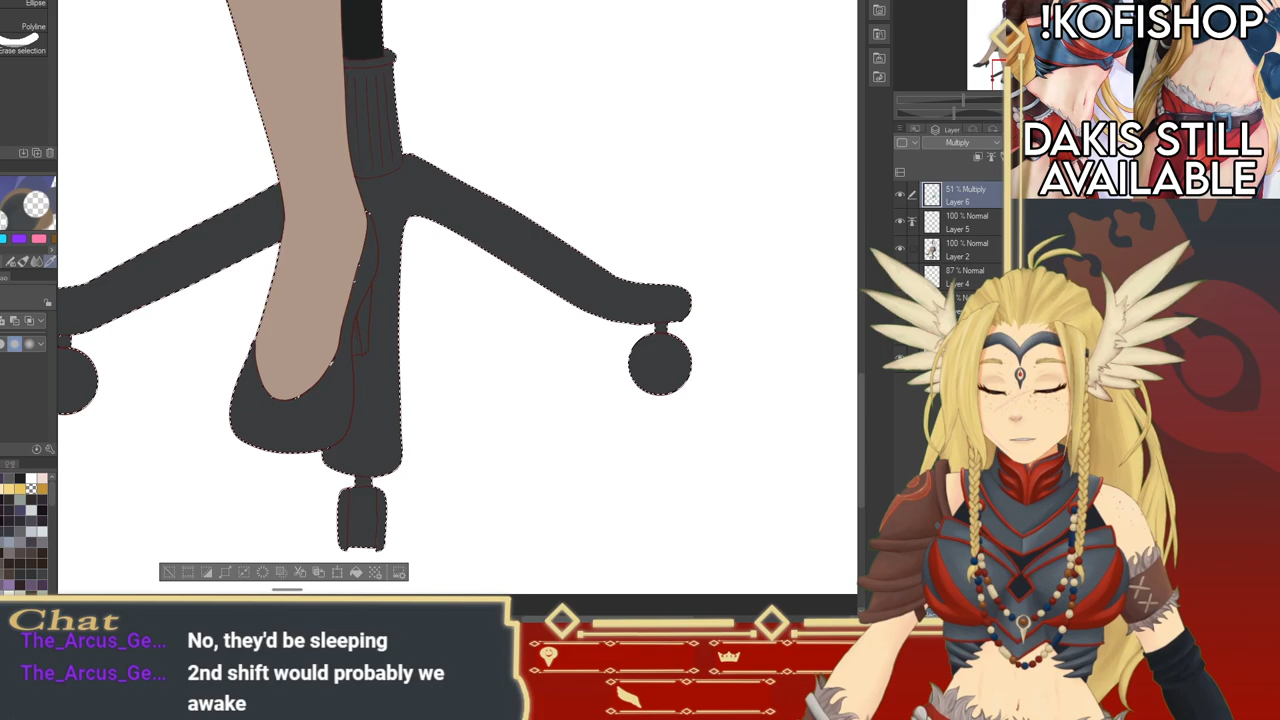 Ellipse
Polyline
Erase selection
!KOFISHOP
DAKIS STILL
AVAILABLE
Layer
Multiply
51 % Multiply
Layer 6
100 % Normal
Layer 5
100 % Normal
Layer 2
87 % Normal
Layer 4
Chat
The_Arcus_Ge... No, they'd be sleeping
The_Arcus_Ge... 2nd shift would probably we
awake